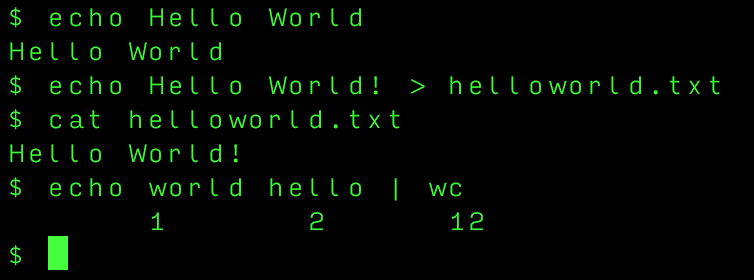 $ echo Hello World
Hello World
$ echo Hello World! > helloworld.txt
$ cat helloworld.txt
Hello World!
$ echo world hello | wc
       1       2      12
$